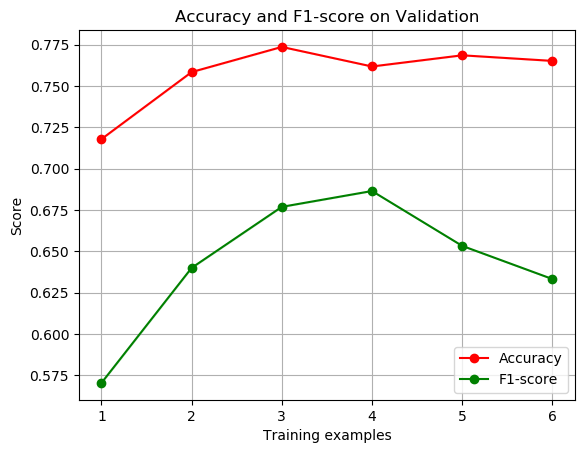 Accuracy and F1-score on Validation
0.775
0.750
0.725
0.700
0.675
0.650
0.625
0.600
0.575
Score
1 2 3 4 5 6
Training examples
Accuracy
F1-score